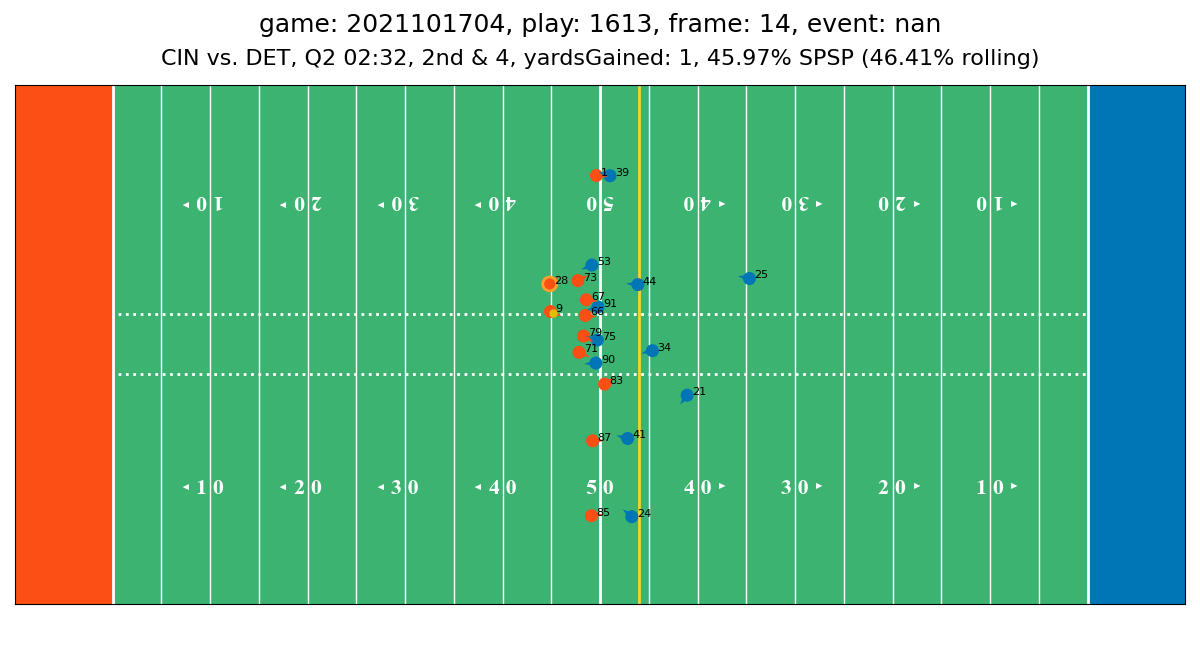 game: 2021101704, play: 1613, frame: 14, event: nan
CIN vs. DET, Q2 02:32, 2nd & 4, yardsGained: 1, 45.97% SPSP (46.41% rolling)
1 39
10 20 30 40 50 40 30 20 10
53
28 73 44 25
67
91
9 66
79 75
71 34
90
83
21
87 41
10 20 30 40 50 40 30 20 10
85 24